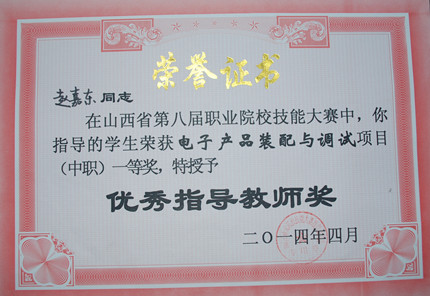 荣誉证书
赵嘉东同志
在山西省第八届职业院校技能大赛中，你
指导的学生荣获电子产品装配与调试项目
（中职）一等奖，特授予
优秀指导教师奖
二〇一四年四月